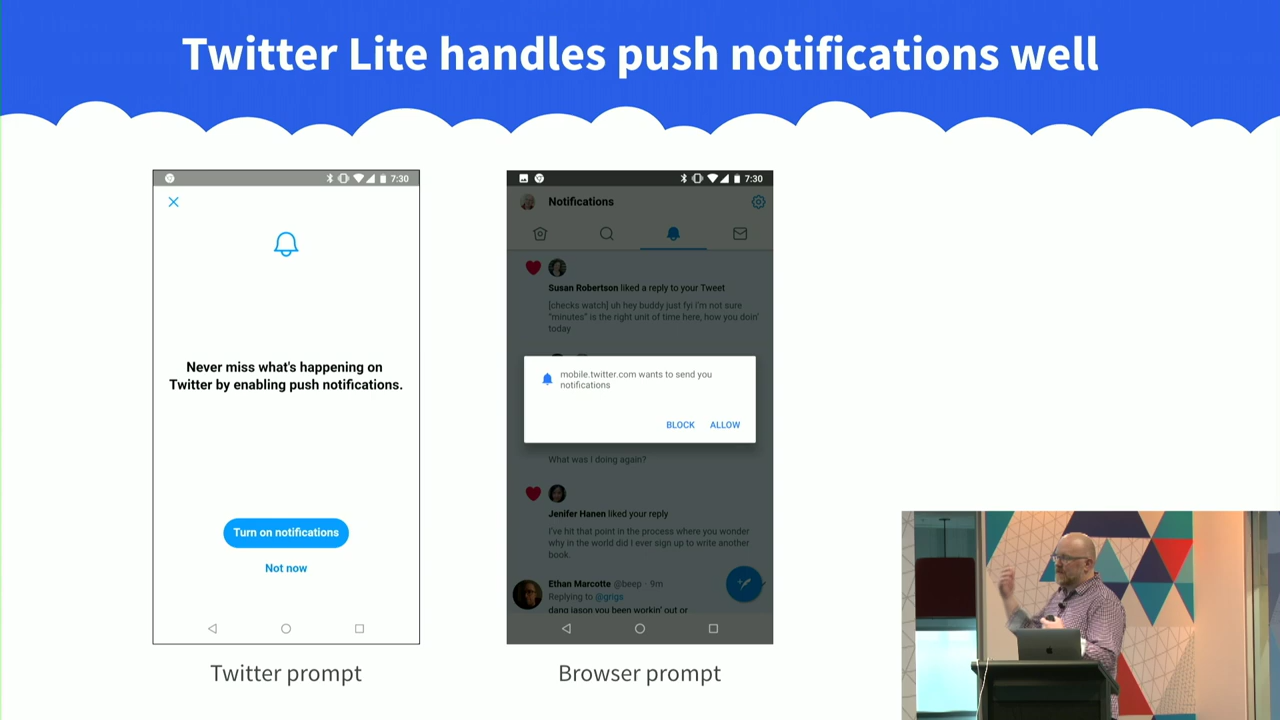 Twitter Lite handles push notifications well
7:30
Never miss what's happening on
Twitter by enabling push notifications.
Turn on notifications
Not now
Twitter prompt
7:30
Notifications
Susan Robertson liked a reply to your Tweet
[checks watch] uh hey buddy just fyi i'm not sure
"minutes" is the right unit of time here, how you doin'
today
mobile.twitter.com wants to send you
notifications
BLOCK ALLOW
What was I doing again?
Jenifer Hanen liked your reply
I've hit that point in the process where you wonder
why in the world did I ever sign up to write another
book.
Ethan Marcotte @beep · 9m
Replying to @grigs
dang jason you been workin' out or
Browser prompt